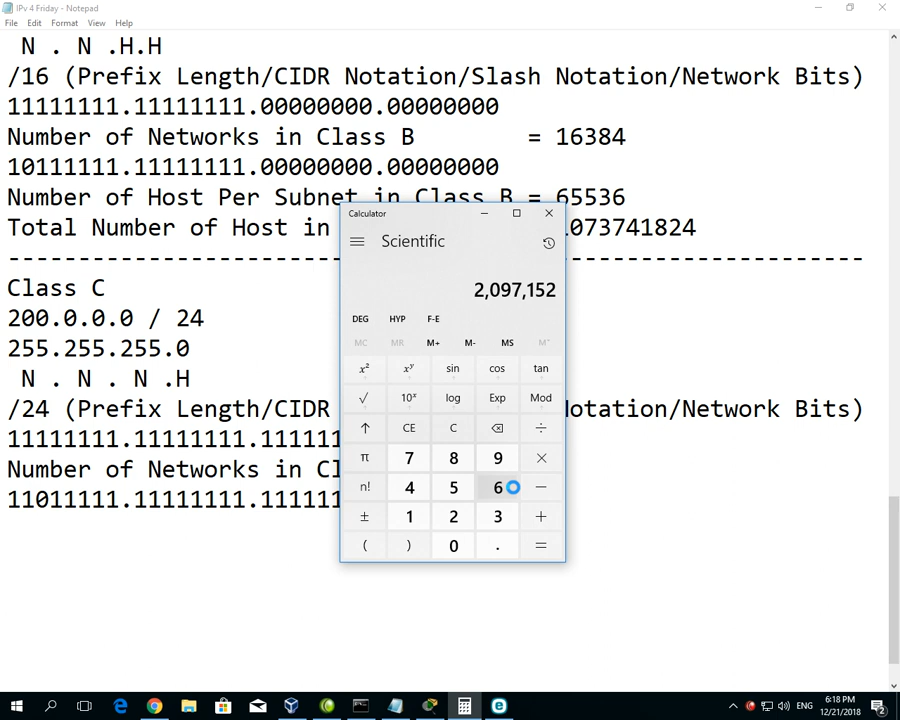 IPv 4 Friday - Notepad
File Edit Format View Help
N . N .H.H
/16 (Prefix Length/CIDR Notation/Slash Notation/Network Bits)
11111111.11111111.00000000.00000000
Number of Networks in Class B = 16384
10111111.11111111.00000000.00000000
Number of Host Per Subnet in Class B = 65536
Total Number of Host in 1073741824
-------------------------------------------------------------
Class C
200.0.0.0 / 24
255.255.255.0
N . N . N .H
/24 (Prefix Length/CIDR Notation/Network Bits)
11111111.11111111.111111
Number of Networks in Cl
11011111.11111111.111111
Calculator
Scientific
2,097,152
DEG HYP F-E
MC MR M+ M- MS M˅
x² xʸ sin cos tan
√ 10ˣ log Exp Mod
↑ CE C ⌫ ÷
π 7 8 9 ×
n! 4 5 6 −
± 1 2 3 +
( ) 0 . =
ENG
6:18 PM
12/21/2018
2